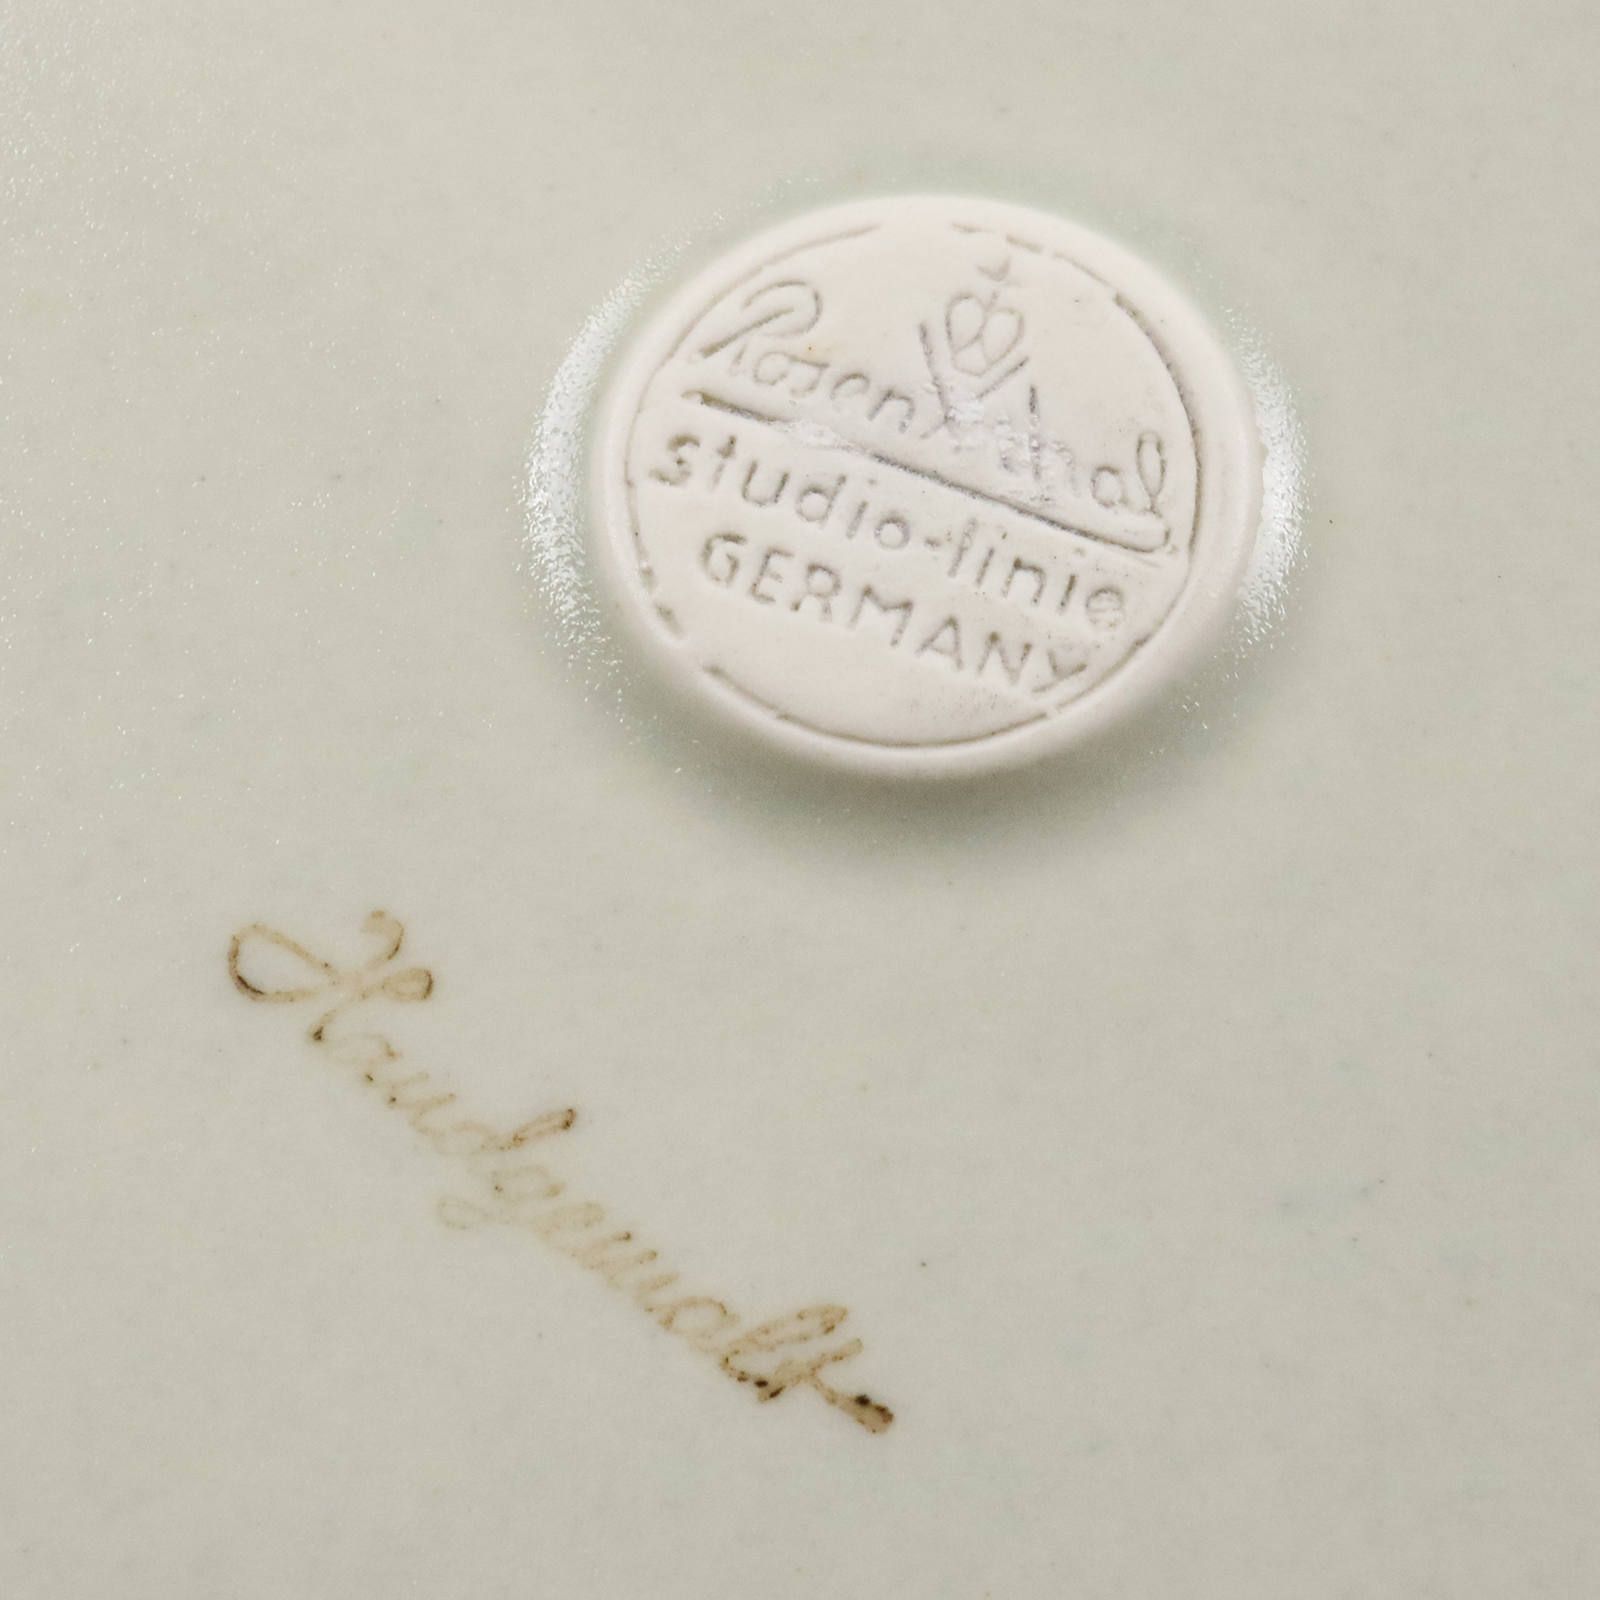 Rosenthal
studio-linie
GERMANY
Handgemalt